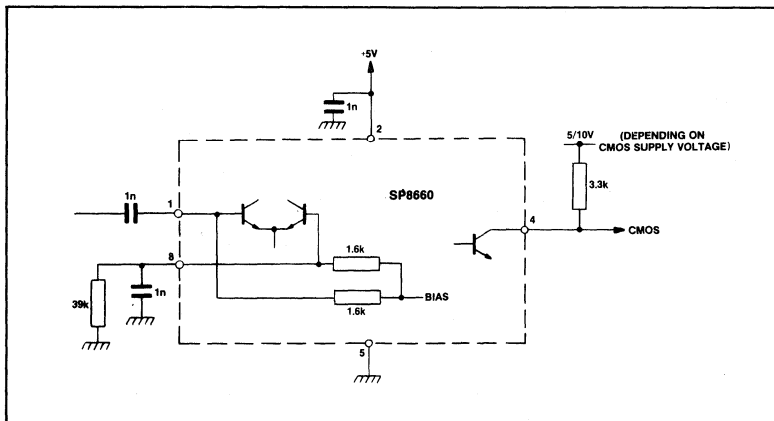 +5V
1n
2
5/10V
(DEPENDING ON
CMOS SUPPLY VOLTAGE)
SP8660
3.3k
1n
1
4
CMOS
8
1.6k
1n
39k
1.6k
BIAS
5